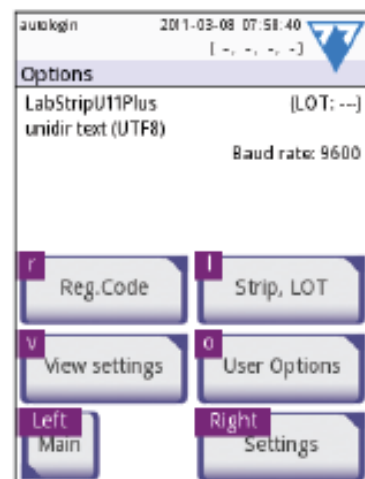 autologin 2011-03-08 07:58:40
[ -, -, -, -]
77
Options
LabStripU11Plus (LOT: ---)
unidir text (UTF8)
Baud rate: 9600
r l
Reg.Code Strip, LOT
v o
View settings User Options
Left Right
Main Settings